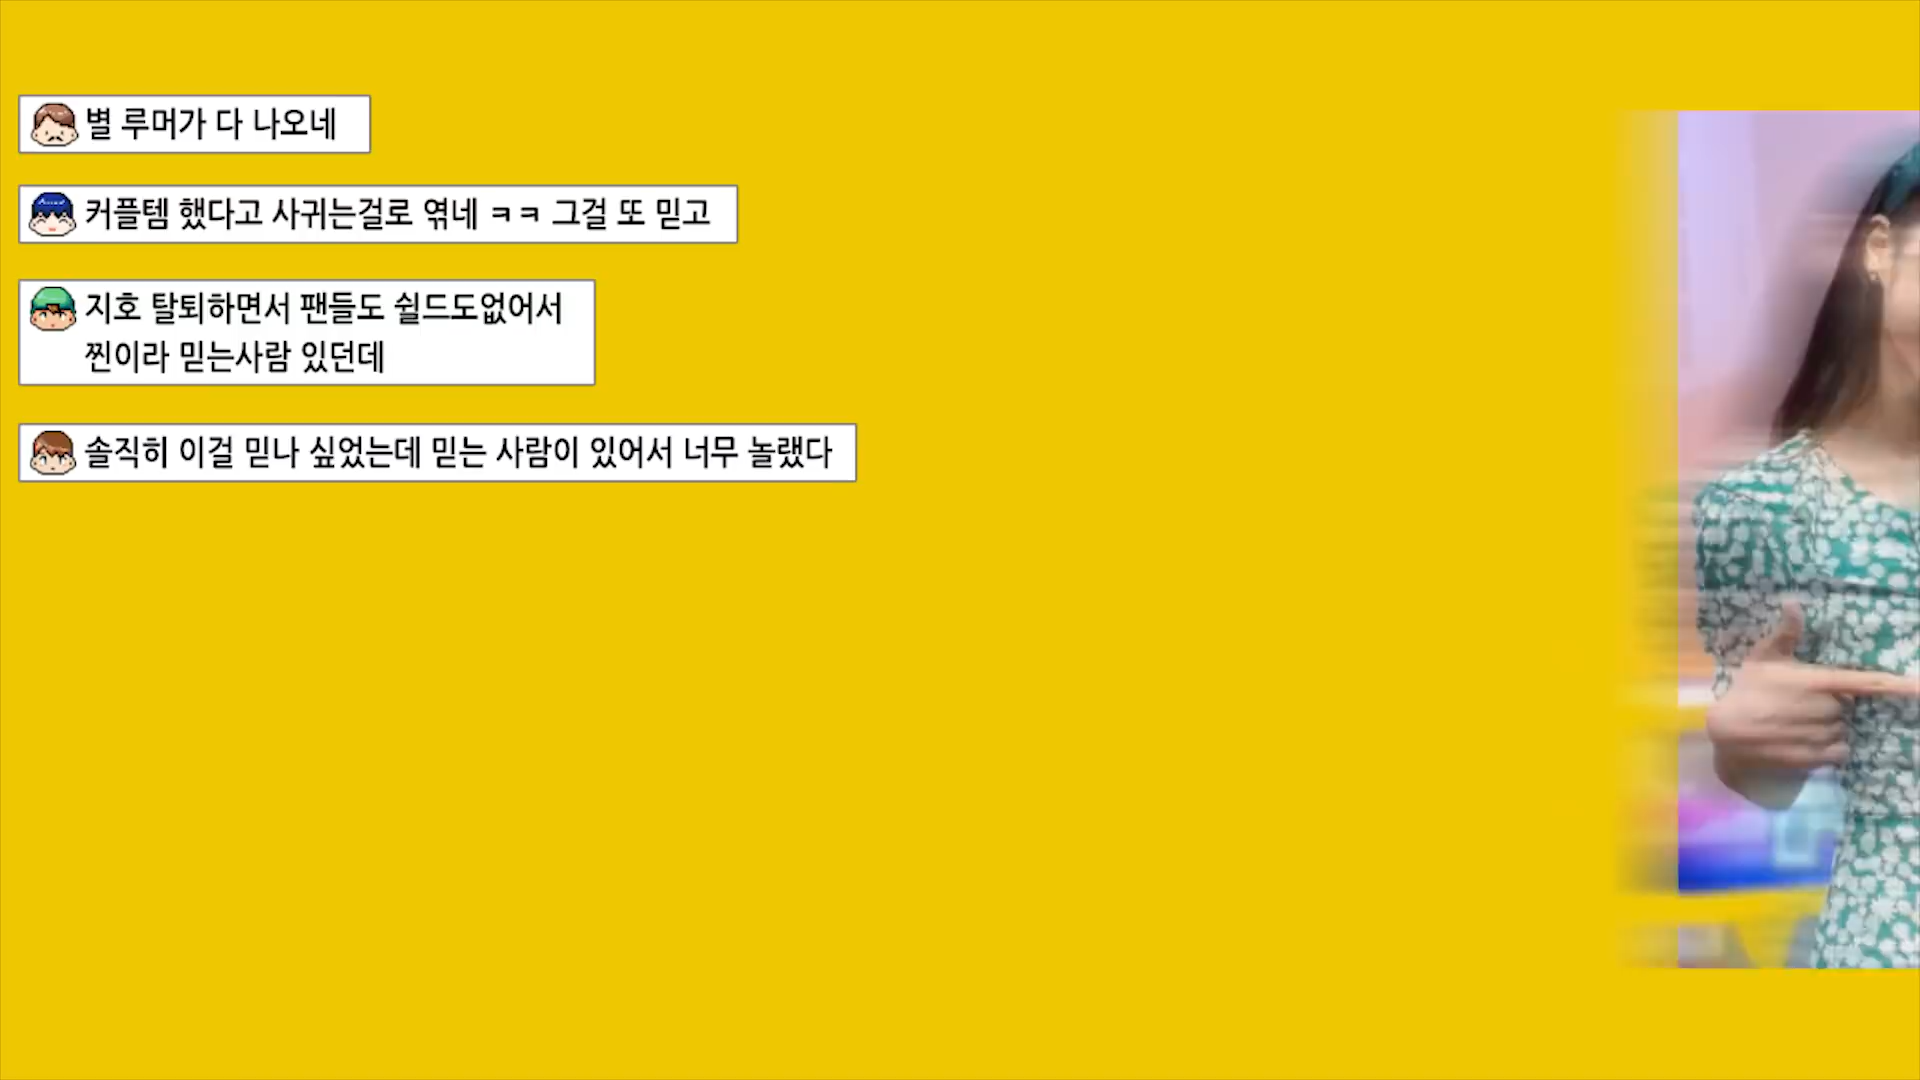 별 루머가 다 나오네
커플템 했다고 사귀는걸로 엮네 ㅋㅋ 그걸 또 믿고
지호 탈퇴하면서 팬들도 쉴드도없어서
찐이라 믿는사람 있던데
솔직히 이걸 믿나 싶었는데 믿는 사람이 있어서 너무 놀랬다